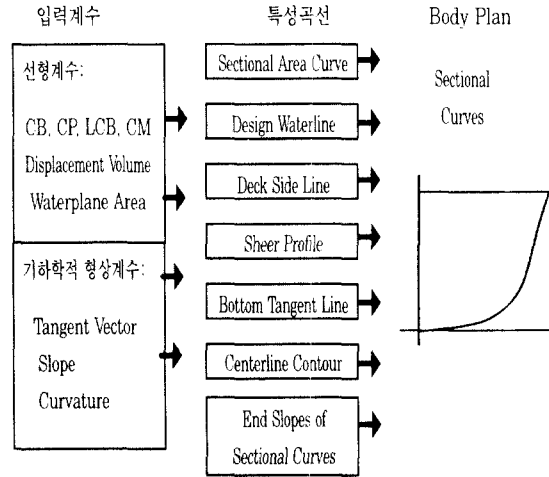 입력계수
특성곡선
Body Plan
선형계수:
CB, CP, LCB, CM
Displacement Volume
Waterplane Area
기하학적 형상계수:
Tangent Vector
Slope
Curvature
Sectional Area Curve
Design Waterline
Deck Side Line
Sheer Profile
Bottom Tangent Line
Centerline Contour
End Slopes of
Sectional Curves
Sectional
Curves